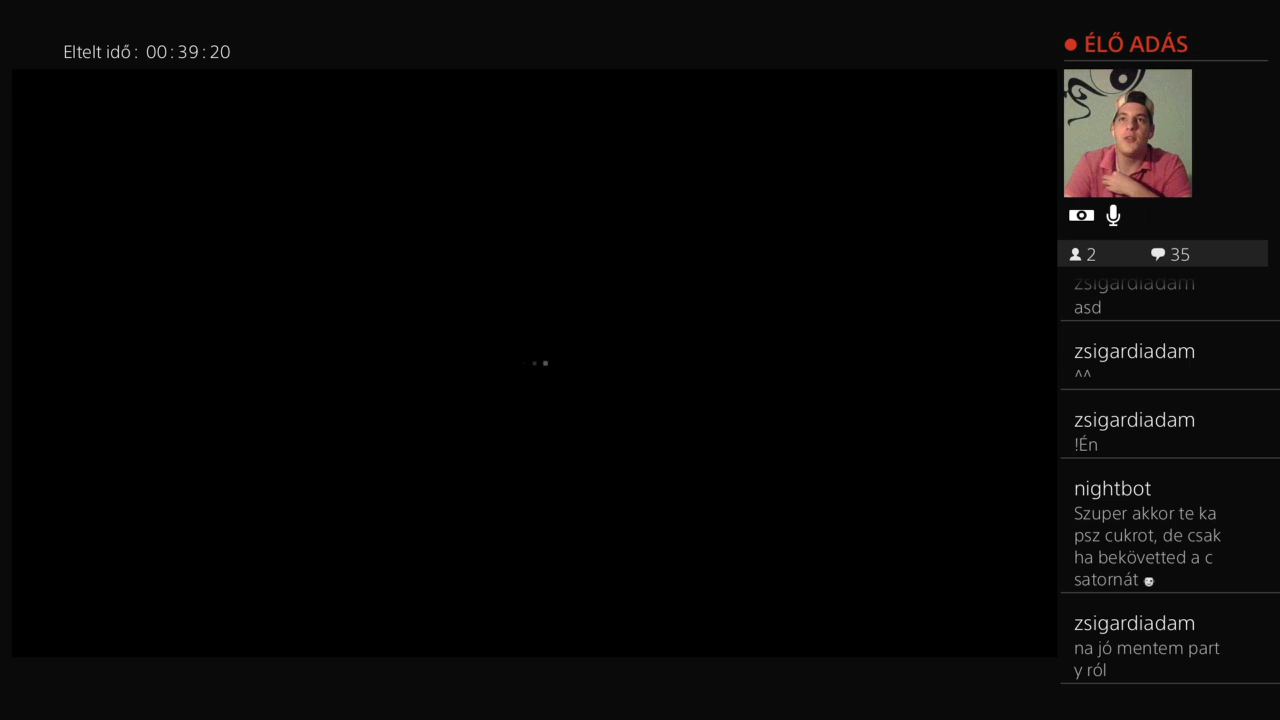 Eltelt idő: 00:39:20
ÉLŐ ADÁS
2 35
zsigardiadam
asd
zsigardiadam
^^
zsigardiadam
!Én
nightbot
Szuper akkor te ka
psz cukrot, de csak
ha bekövetted a c
satornát
zsigardiadam
na jó mentem part
y ról